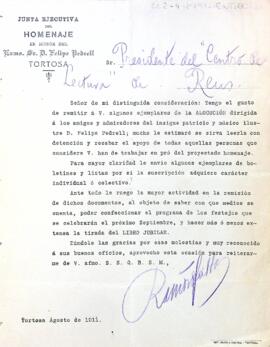 JUNTA EJECUTIVA
DEL
HOMENAJE
EN HONOR DEL
Excmo. Sr. D. Felipe Pedrell
TORTOSA
Sr. Presidente del "Centro de
Lectura" de Reus.
Señor de mi distinguida consideración: Tengo el gusto
de remitir á V. algunos ejemplares de la ALOCUCIÓN dirigida
á los amigos y admiradores del insigne patricio y músico ilus-
tre D. Felipe Pedrell; mucho le estimaré se sirva leerla con
detención y recabar el apoyo de todas aquellas personas que
considere V. han de trabajar en pro del proyectado homenaje.
Para mayor claridad le envio algunos ejemplares de bo-
letines y listas por si la suscripción adquiere carácter
individual ó colectivo.
Ante todo le ruego la mayor actividad en la remisión
de dichos documentos, al objeto de saber con que medios se
cuenta, poder confeccionar el programa de los festejos que
se celebrarán el próximo Septiembre, y hacer más ó menos
extensa la tirada del LIBRO JUBILAR.
Dándole las gracias por esas molestias y muy reconocido
á sus buenos oficios, aprovecho esta ocasión para reiterar-
me de V. afmo. S. S. Q. B. S. M.,
Tortosa Agosto de 1911.